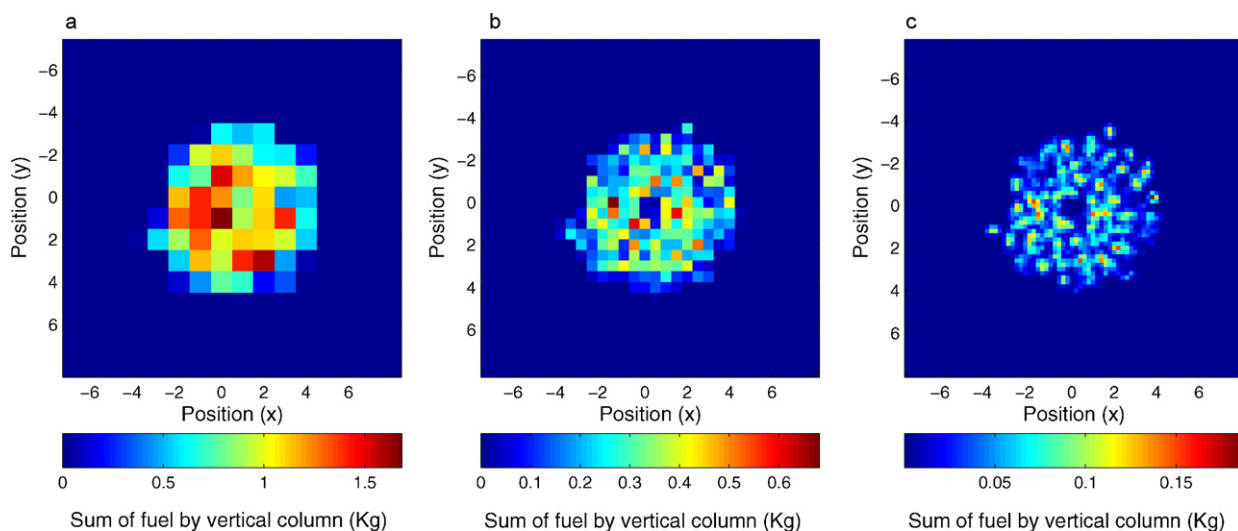 a
Position (y)
−6
−4
−2
0
2
4
6
−6 −4 −2 0 2 4 6
Position (x)
0 0.5 1 1.5
Sum of fuel by vertical column (Kg)
b
Position (y)
−6
−4
−2
0
2
4
6
−6 −4 −2 0 2 4 6
Position (x)
0 0.1 0.2 0.3 0.4 0.5 0.6
Sum of fuel by vertical column (Kg)
c
Position (y)
−6
−4
−2
0
2
4
6
−6 −4 −2 0 2 4 6
Position (x)
0.05 0.1 0.15
Sum of fuel by vertical column (Kg)